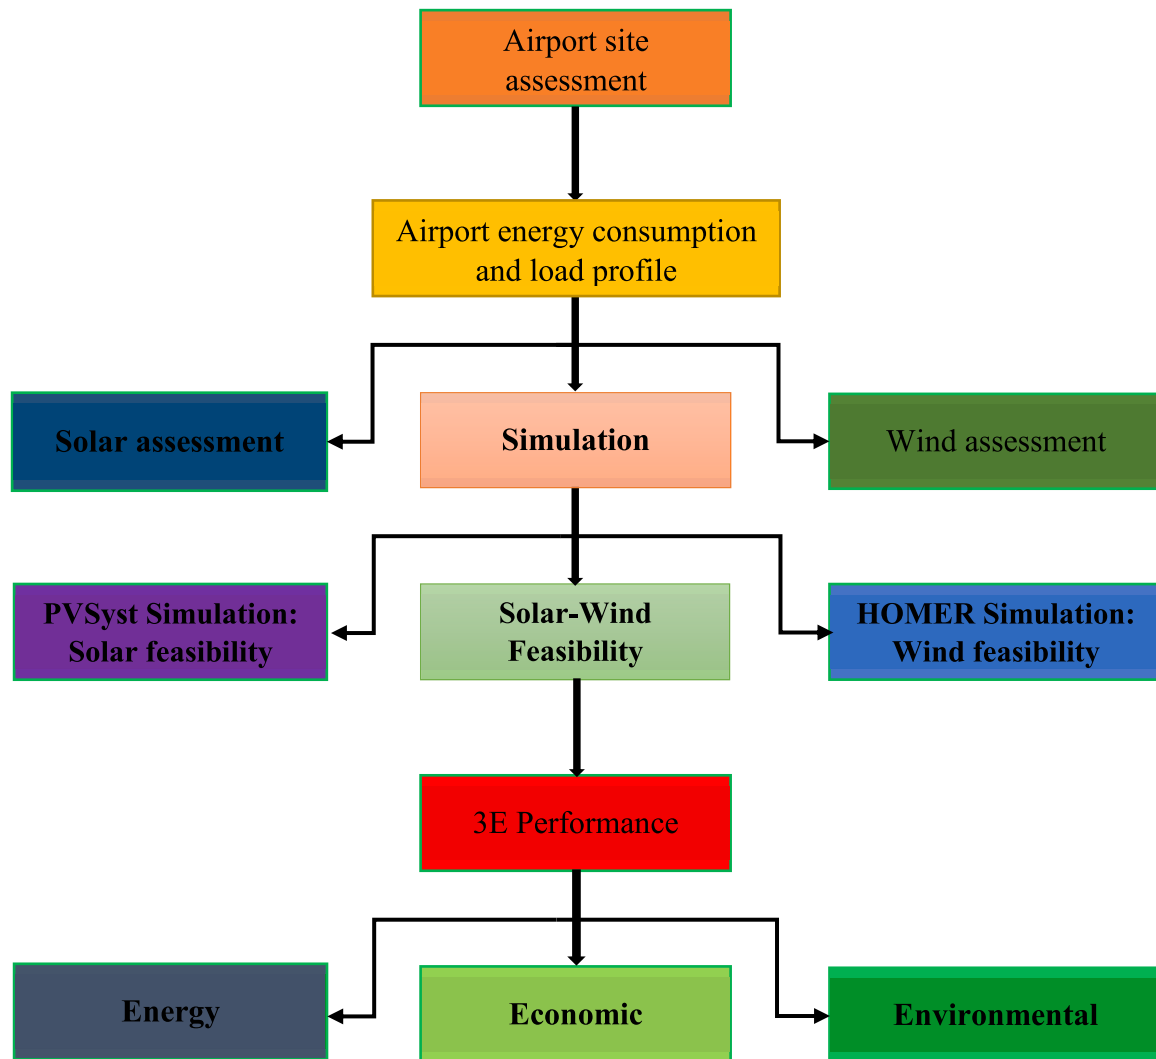 Airport site
assessment
Airport energy consumption
and load profile
Solar assessment
Simulation
Wind assessment
PVSyst Simulation:
Solar feasibility
Solar-Wind
Feasibility
HOMER Simulation:
Wind feasibility
3E Performance
Energy
Economic
Environmental